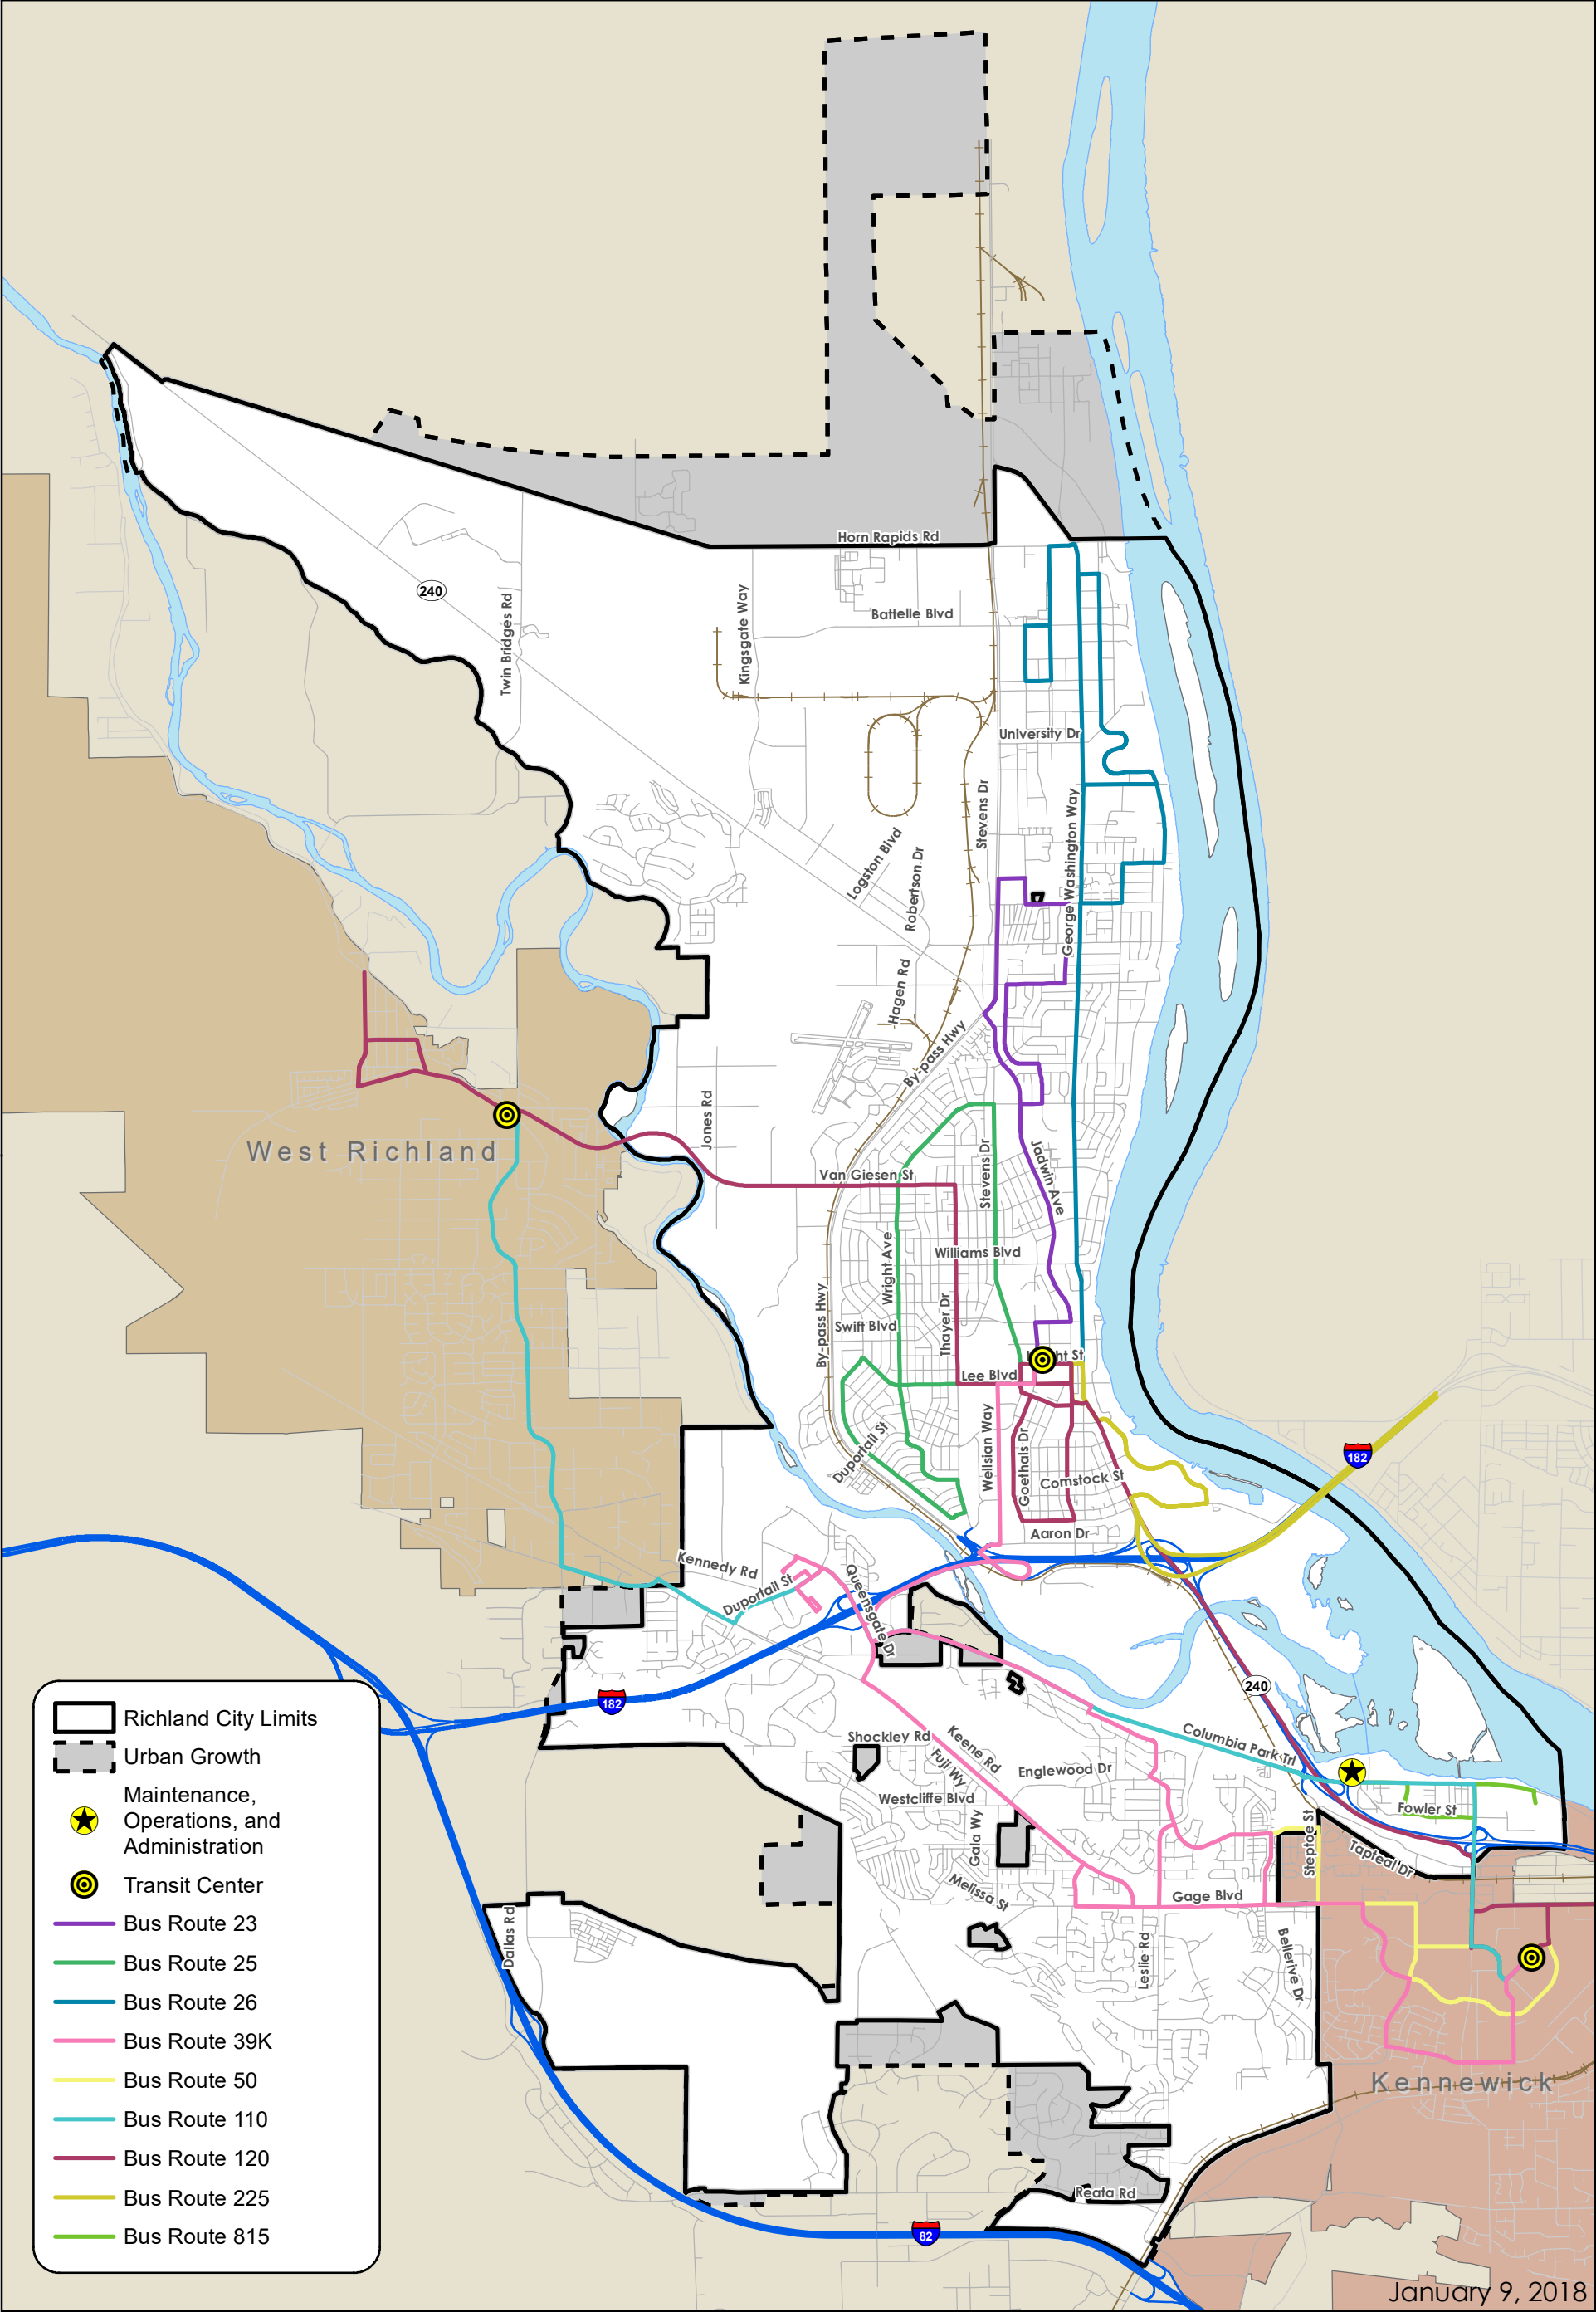 Horn Rapids Rd
240
Twin Bridges Rd
Kingsgate Way
Battelle Blvd
University Dr
Stevens Dr
George Washington Way
Logston Blvd
Robertson Dr
Hagen Rd
By-pass Hwy
Jones Rd
West Richland
Van Giesen St
Stevens Dr
Jadwin Ave
Wright Ave
Williams Blvd
By-pass Hwy
Swift Blvd
Thayer Dr
Lee Blvd
Duportail St
Wellsian Way
Goethals Dr
Comstock St
Aaron Dr
182
Kennedy Rd
Duportail St
Queensgate Dr
182
240
Columbia Park Trl
Shockley Rd
Keene Rd
Fuji Wy
Englewood Dr
Westcliffe Blvd
Gala Wy
Fowler St
Steptoe St
Tapteal Dr
Melissa St
Gage Blvd
Dallas Rd
Leslie Rd
Bellerive Dr
Kennewick
Reata Rd
82
Richland City Limits
Urban Growth
Maintenance,
Operations, and
Administration
Transit Center
Bus Route 23
Bus Route 25
Bus Route 26
Bus Route 39K
Bus Route 50
Bus Route 110
Bus Route 120
Bus Route 225
Bus Route 815
January 9, 2018